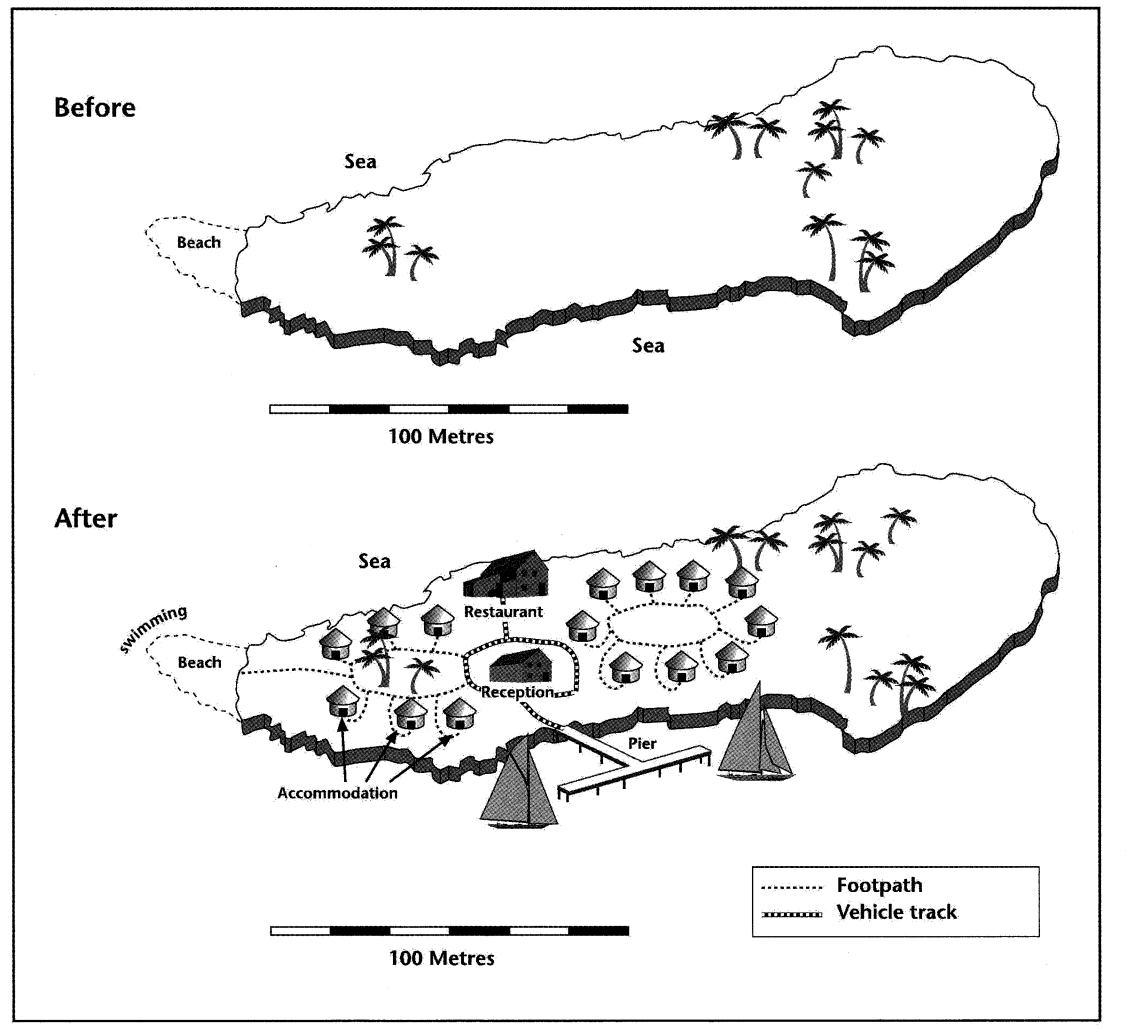 Before
Sea
Beach
Sea
100 Metres
After
Sea
swimming
Restaurant
Beach
Reception
Pier
Accommodation
Footpath
Vehicle track
100 Metres